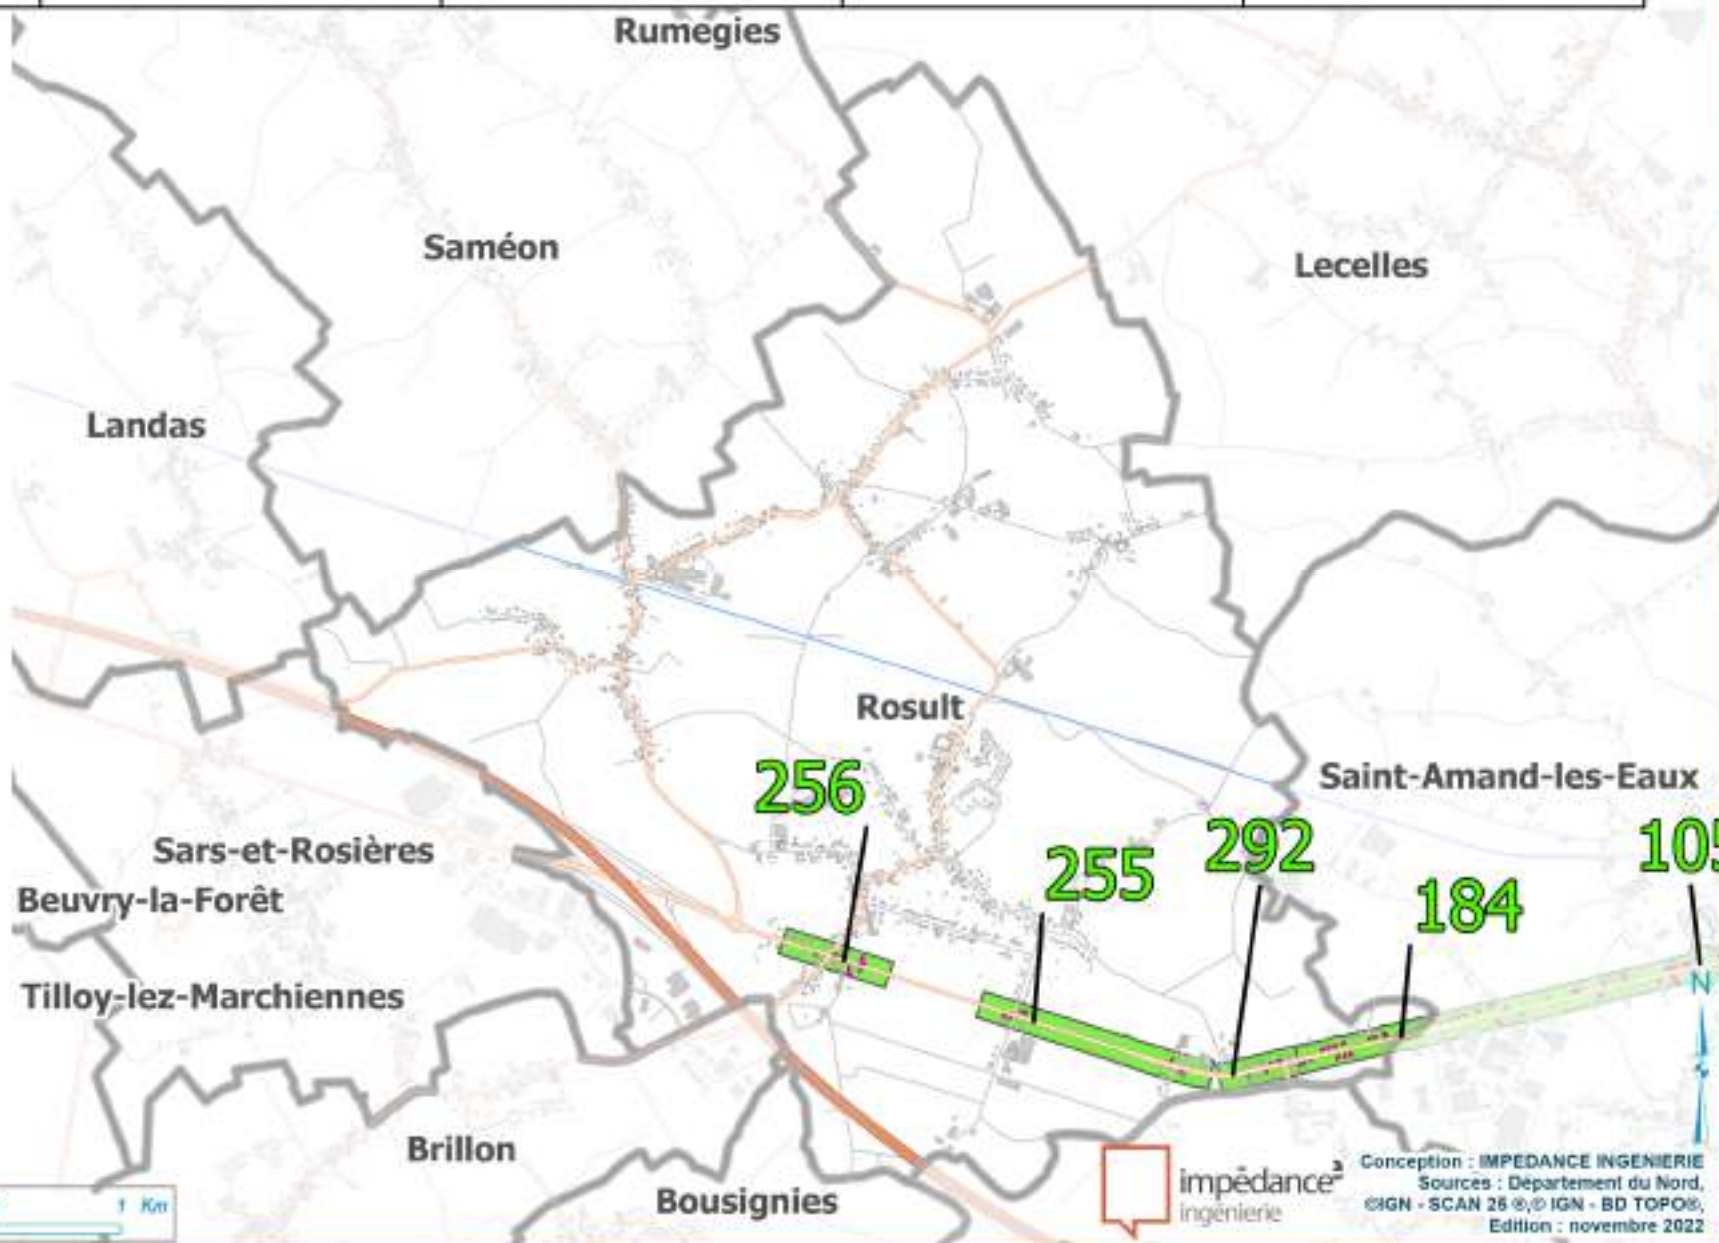 Rumegies
Saméon
Lecelles
Landas
Rosult
256
Saint-Amand-les-Eaux
Sars-et-Rosières
255
292
105
Beuvry-la-Forêt
184
Tilloy-lez-Marchiennes
N
Brillon
Bousignies
1 Km
impédance
ingénierie
Conception : IMPEDANCE INGENIERIE
Sources : Département du Nord,
©IGN - SCAN 25 ®,© IGN - BD TOPO®,
Edition : novembre 2022